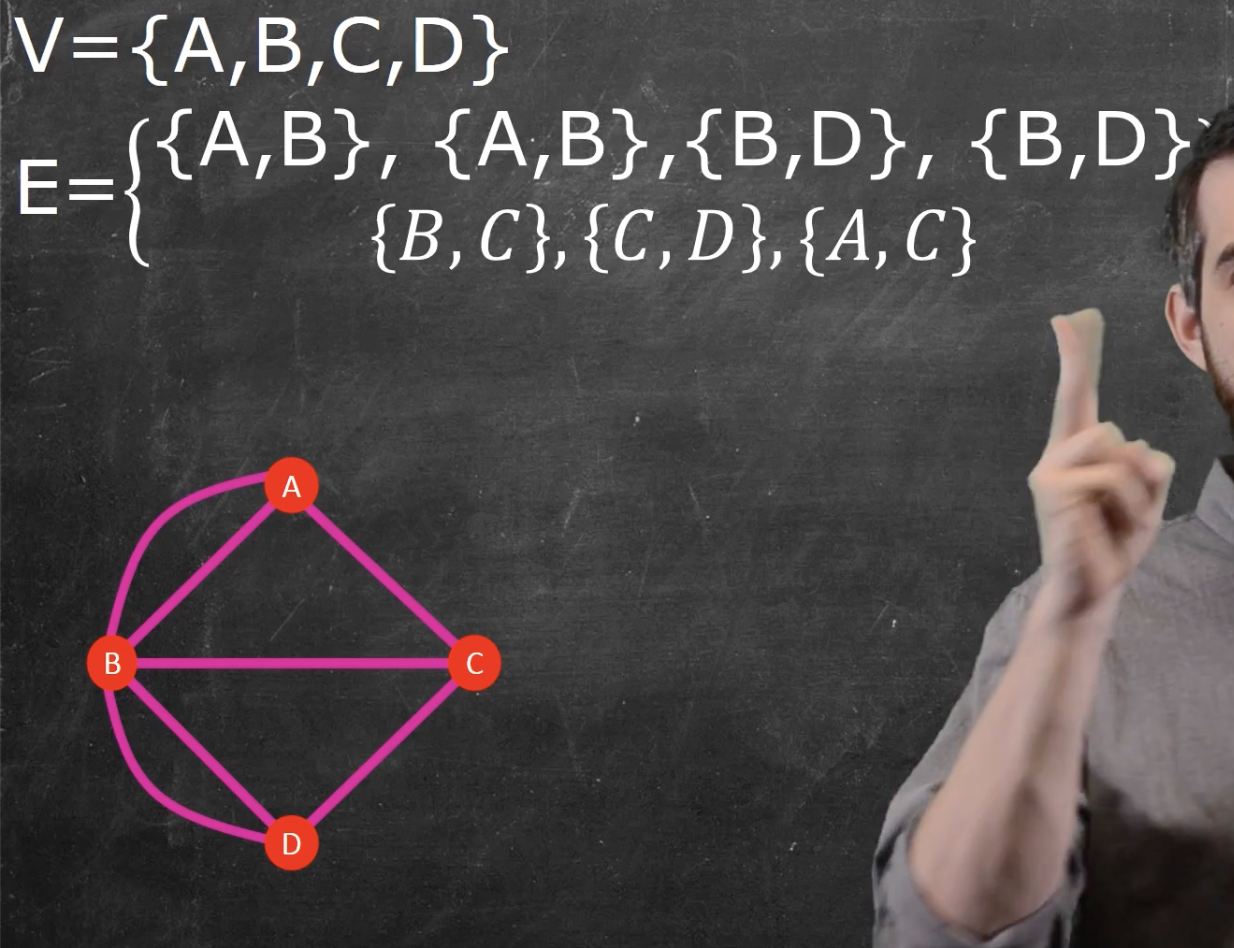 V={A,B,C,D}
E={ {A,B}, {A,B},{B,D}, {B,D}
{B,C},{C,D},{A,C}
A
B
C
D